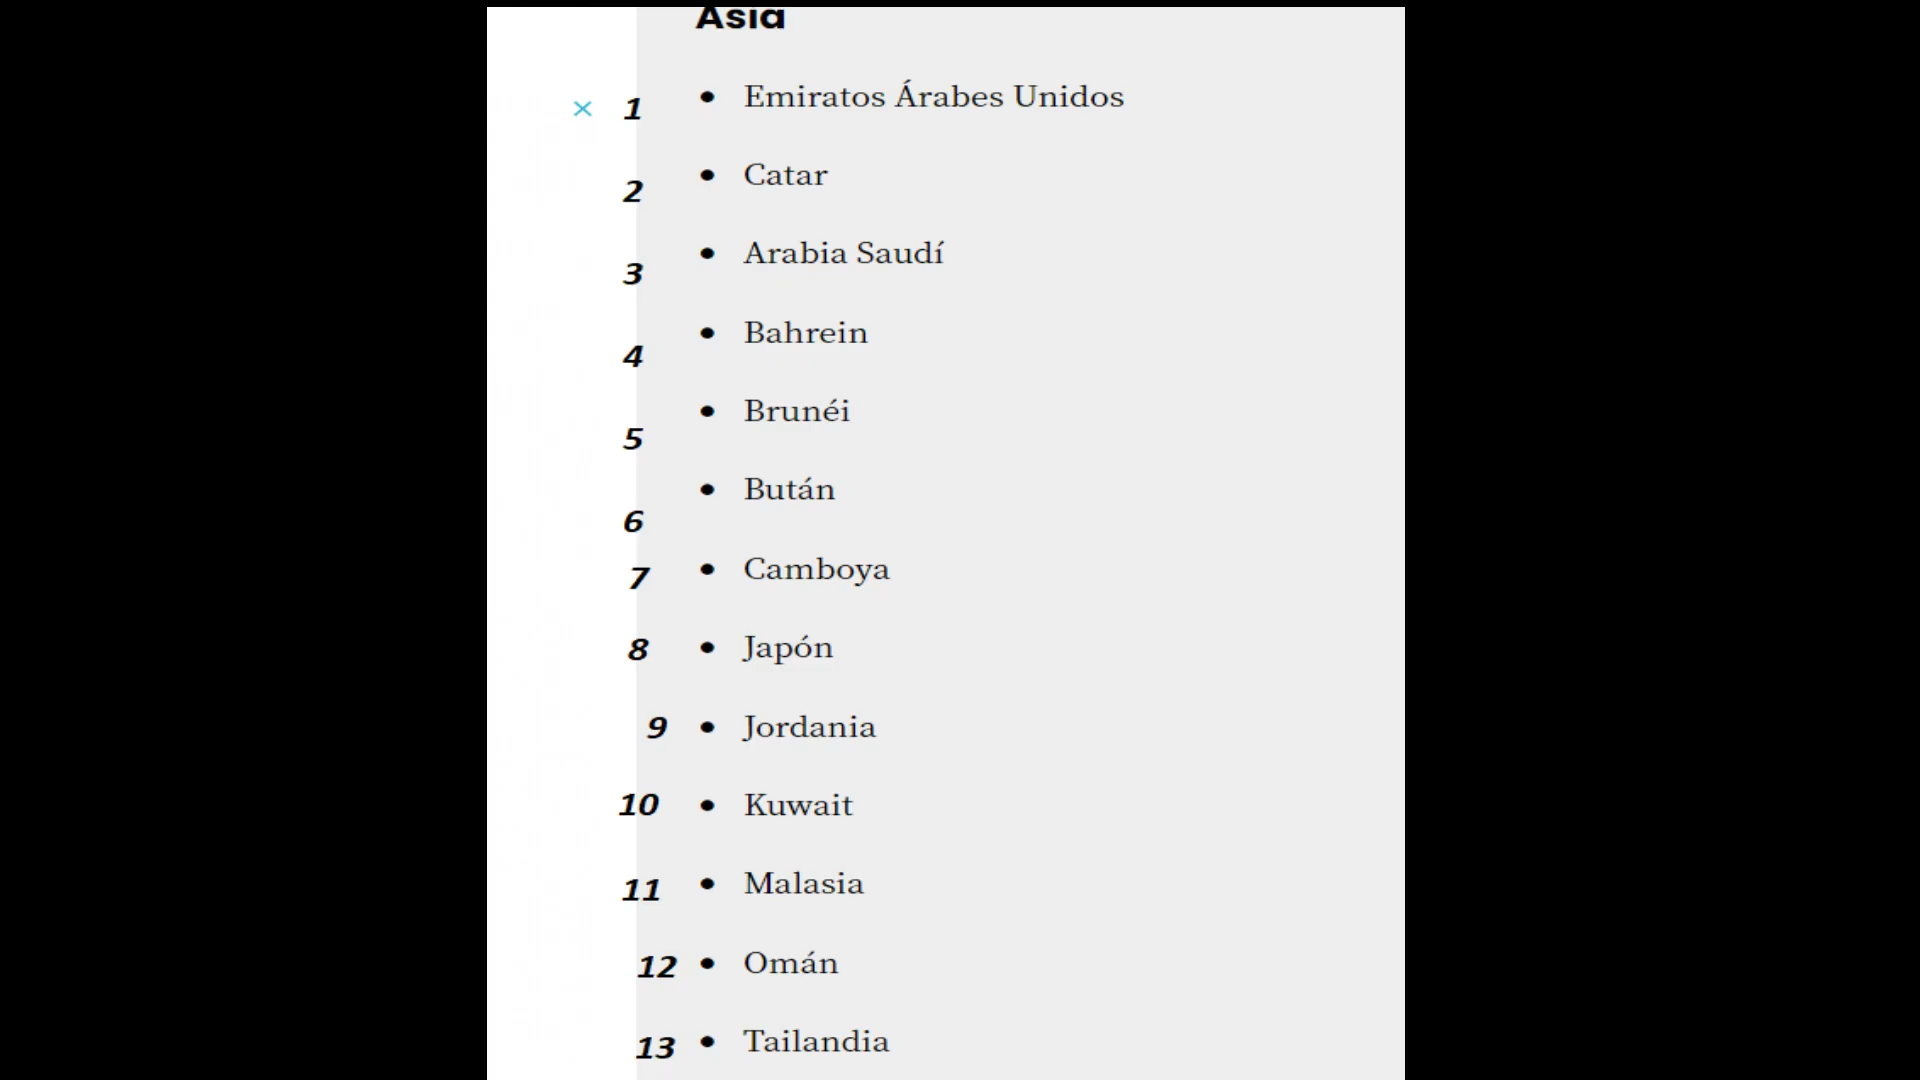 Asia
× 1 • Emiratos Árabes Unidos
2 • Catar
3 • Arabia Saudí
4 • Bahrein
5 • Brunéi
6 • Bután
7 • Camboya
8 • Japón
9 • Jordania
10 • Kuwait
11 • Malasia
12 • Omán
13 • Tailandia